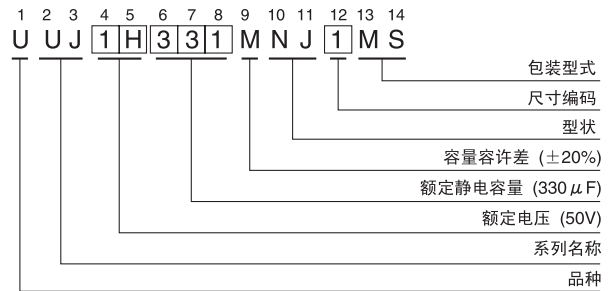 1 2 3 4 5 6 7 8 9 10 11 12 13 14
U U J 1 H 3 3 1 M N J 1 M S
包装型式
尺寸编码
型状
容量容许差 (±20%)
额定静电容量 (330μF)
额定电压 (50V)
系列名称
品种